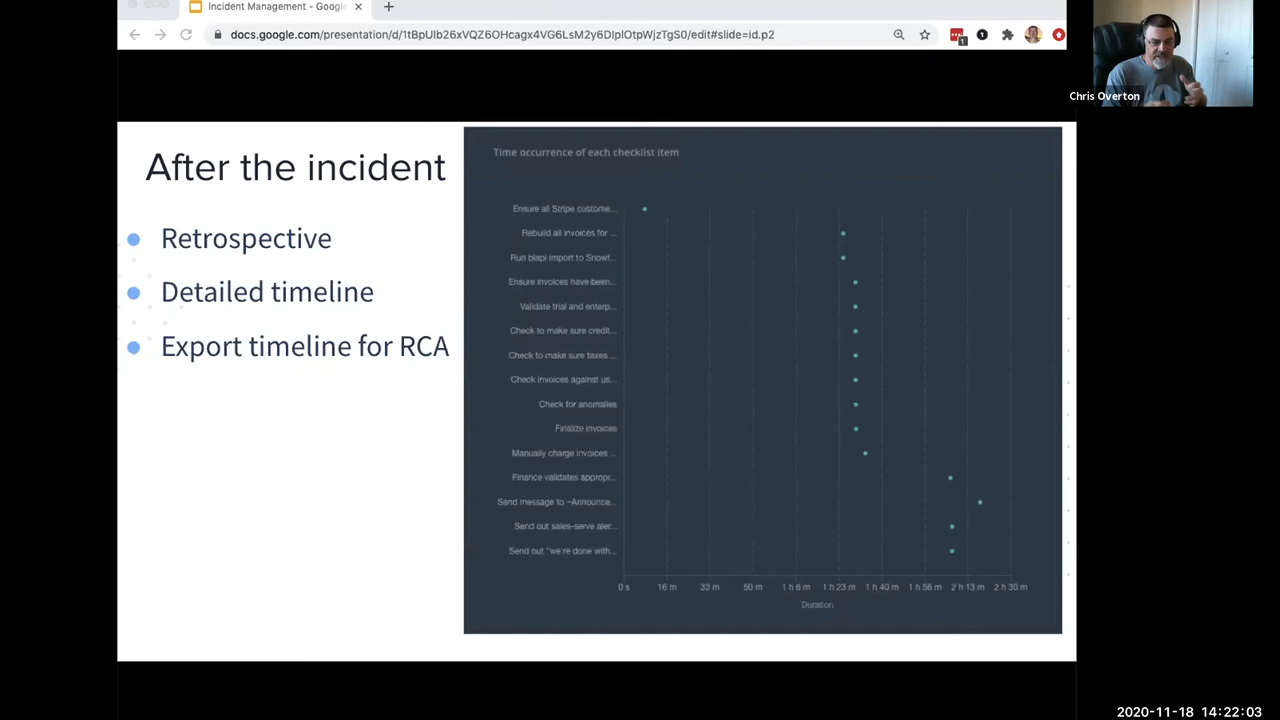 Incident Management - Google
docs.google.com/presentation/d/1tBpUIb26xVQZ6OHcagx4VG6LsM2y6DIplOtpWjzTgS0/edit#slide=id.p2
1
Chris Overton
After the incident
Retrospective
Detailed timeline
Export timeline for RCA
Time occurrence of each checklist item
Ensure all Stripe custome...
Rebuild all invoices for ...
Run blapi import to Snowf...
Ensure invoices have been...
Validate trial and enterp...
Check to make sure credit...
Check to make sure taxes ...
Check invoices against us...
Check for anomalies
Finalize invoices
Manually charge invoices ...
Finance validates appropr...
Send message to ~Announce...
Send out sales-serve aler...
Send out "we're done with...
0 s 16 m 33 m 50 m 1 h 6 m 1 h 23 m 1 h 40 m 1 h 56 m 2 h 13 m 2 h 30 m
Duration
2020-11-18 14:22:03